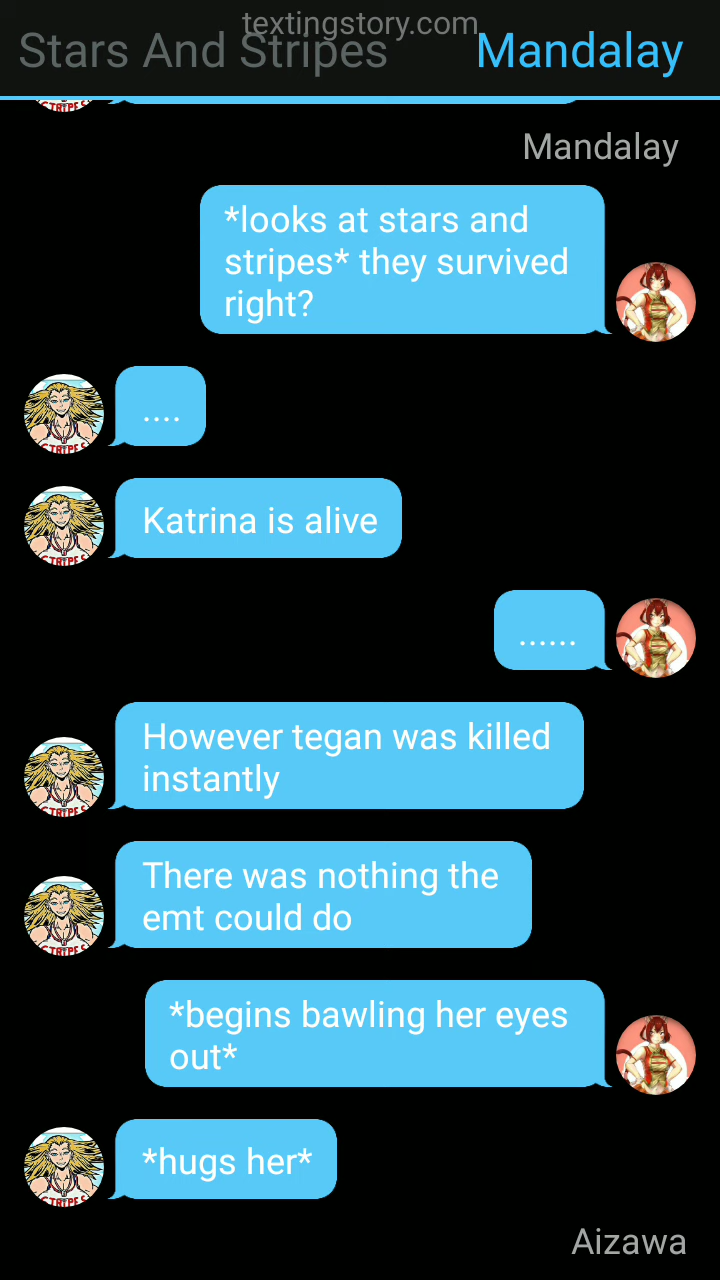 textingstory.com
Stars And Stripes
Mandalay
Mandalay
*looks at stars and
stripes* they survived
right?
....
Katrina is alive
......
However tegan was killed
instantly
There was nothing the
emt could do
*begins bawling her eyes
out*
*hugs her*
Aizawa